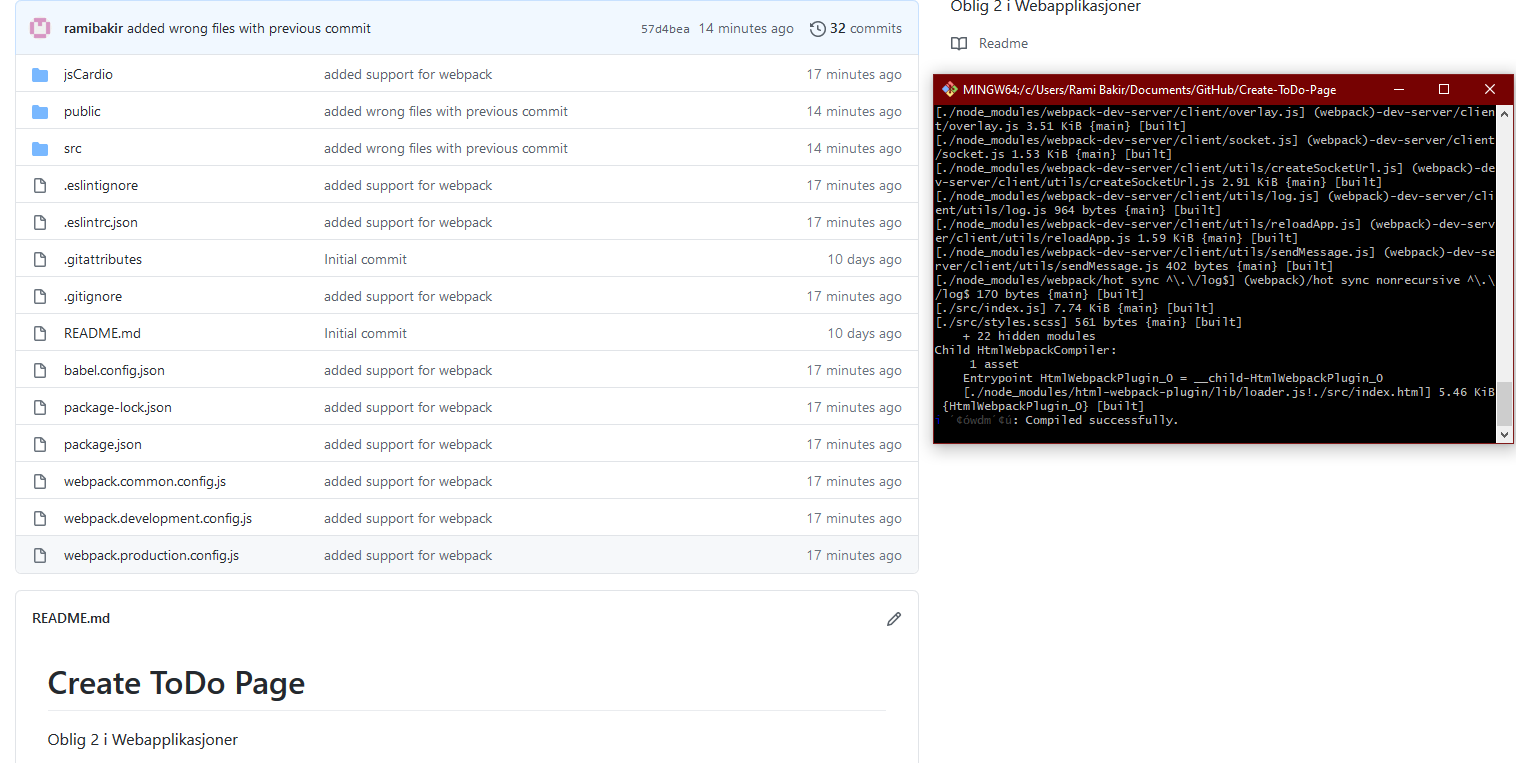 ramibakir added wrong files with previous commit 57d4bea 14 minutes ago 32 commits
jsCardio added support for webpack 17 minutes ago
public added wrong files with previous commit 14 minutes ago
src added wrong files with previous commit 14 minutes ago
.eslintignore added support for webpack 17 minutes ago
.eslintrc.json added support for webpack 17 minutes ago
.gitattributes Initial commit 10 days ago
.gitignore added support for webpack 17 minutes ago
README.md Initial commit 10 days ago
babel.config.json added support for webpack 17 minutes ago
package-lock.json added support for webpack 17 minutes ago
package.json added support for webpack 17 minutes ago
webpack.common.config.js added support for webpack 17 minutes ago
webpack.development.config.js added support for webpack 17 minutes ago
webpack.production.config.js added support for webpack 17 minutes ago
README.md
Create ToDo Page
Oblig 2 i Webapplikasjoner
Oblig 2 i Webapplikasjoner
Readme
MINGW64:/c/Users/Rami Bakir/Documents/GitHub/Create-ToDo-Page
[./node_modules/webpack-dev-server/client/overlay.js] (webpack)-dev-server/clien
t/overlay.js 3.51 KiB {main} [built]
[./node_modules/webpack-dev-server/client/socket.js] (webpack)-dev-server/client
/socket.js 1.53 KiB {main} [built]
[./node_modules/webpack-dev-server/client/utils/createSocketUrl.js] (webpack)-de
v-server/client/utils/createSocketUrl.js 2.91 KiB {main} [built]
[./node_modules/webpack-dev-server/client/utils/log.js] (webpack)-dev-server/cli
ent/utils/log.js 964 bytes {main} [built]
[./node_modules/webpack-dev-server/client/utils/reloadApp.js] (webpack)-dev-serv
er/client/utils/reloadApp.js 1.59 KiB {main} [built]
[./node_modules/webpack-dev-server/client/utils/sendMessage.js] (webpack)-dev-se
rver/client/utils/sendMessage.js 402 bytes {main} [built]
[./node_modules/webpack/hot sync ^\.\/log$] (webpack)/hot sync nonrecursive ^\.\
/log$ 170 bytes {main} [built]
[./src/index.js] 7.74 KiB {main} [built]
[./src/styles.scss] 561 bytes {main} [built]
+ 22 hidden modules
Child HtmlWebpackCompiler:
1 asset
Entrypoint HtmlWebpackPlugin_0 = __child-HtmlWebpackPlugin_0
[./node_modules/html-webpack-plugin/lib/loader.js!./src/index.html] 5.46 KiB
{HtmlWebpackPlugin_0} [built]
: Compiled successfully.